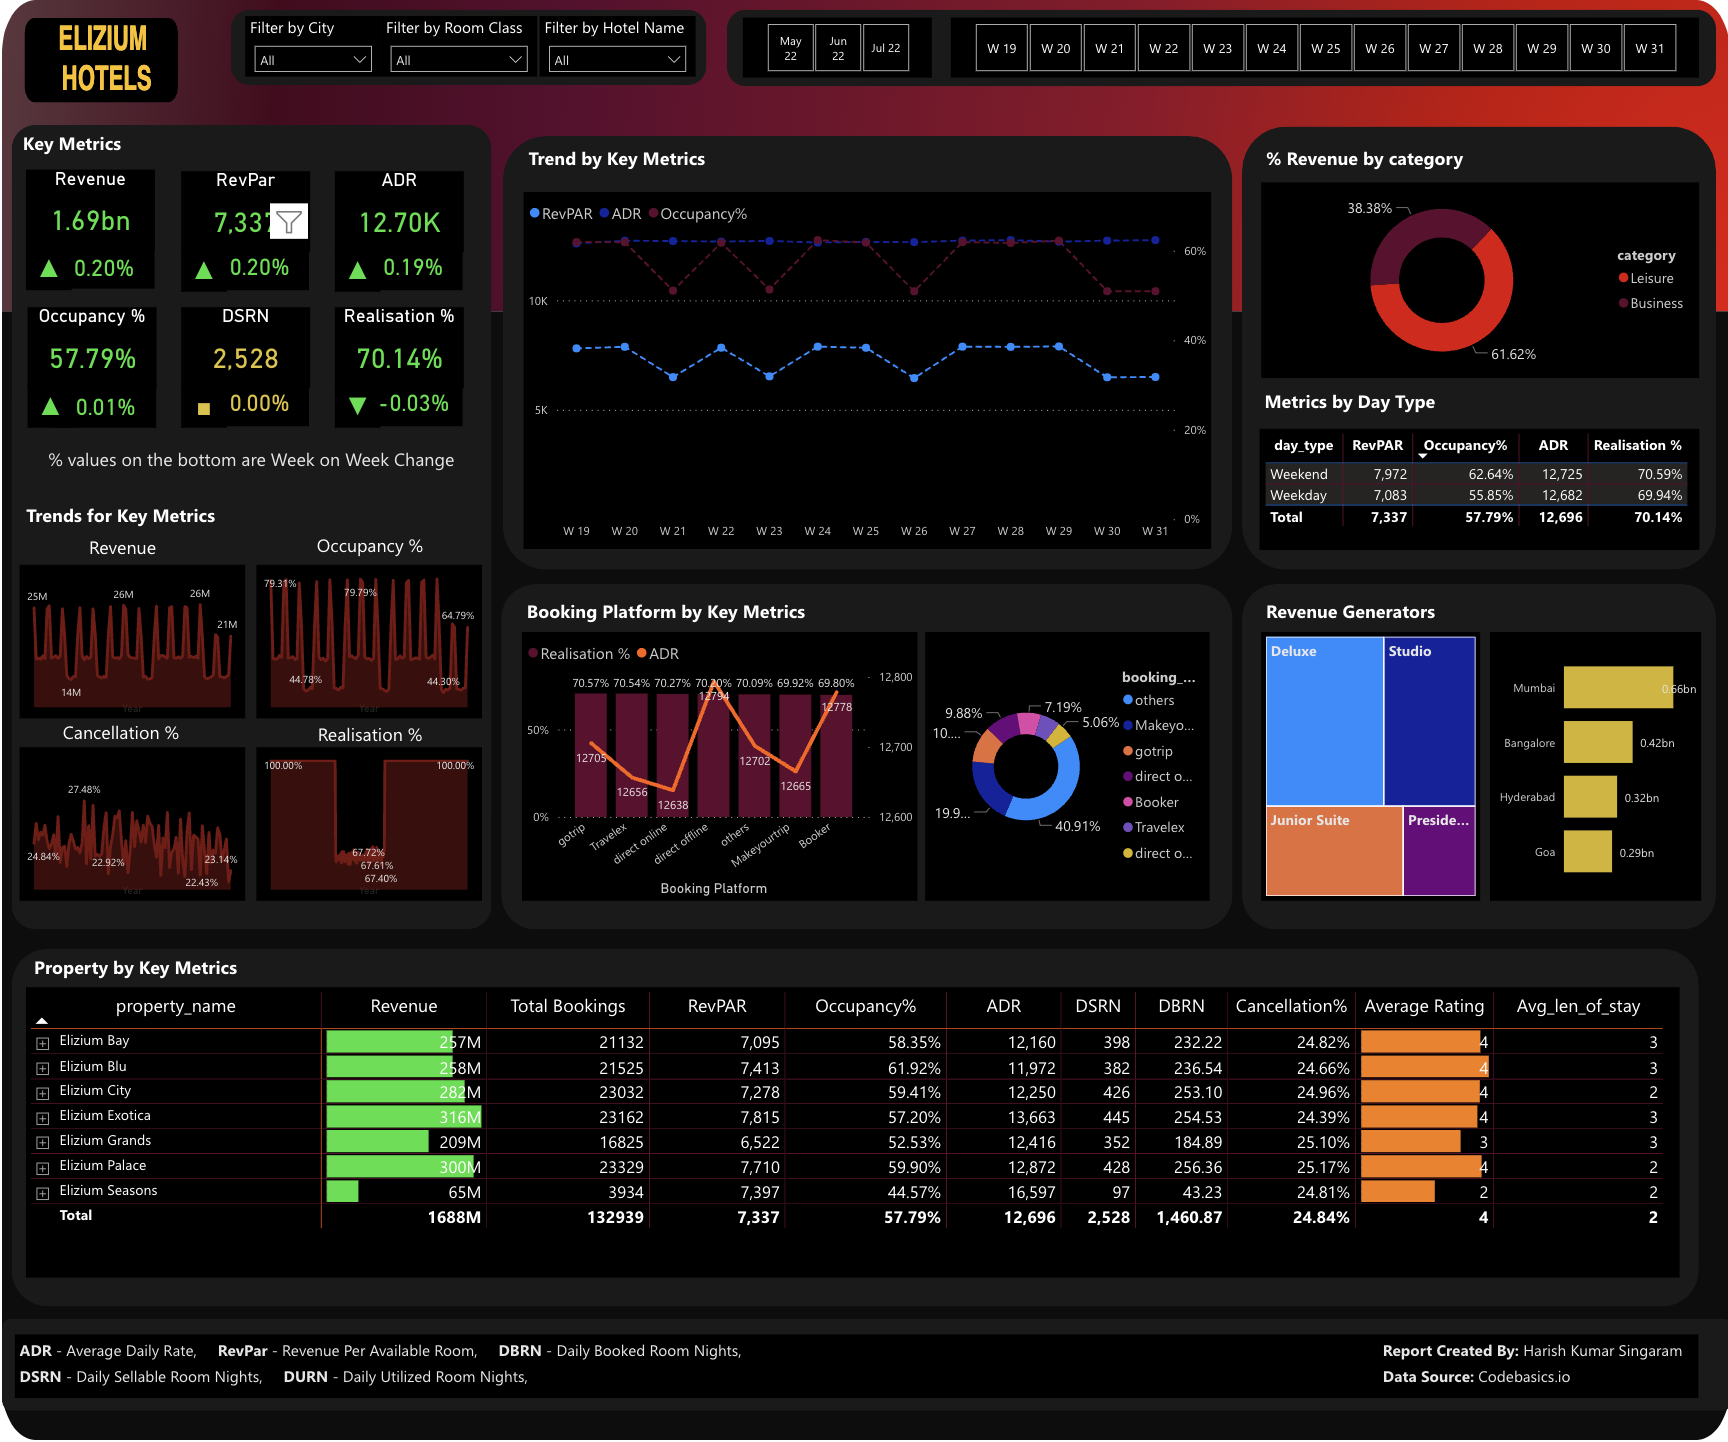 ELIZIUM
HOTELS
Filter by City
All
Filter by Room Class
All
Filter by Hotel Name
All
May 22
Jun 22
Jul 22
W 19 W 20 W 21 W 22 W 23 W 24 W 25 W 26 W 27 W 28 W 29 W 30 W 31
Key Metrics
Revenue
1.69bn
0.20%
RevPar
7,337
0.20%
ADR
12.70K
0.19%
Occupancy %
57.79%
0.01%
DSRN
2,528
0.00%
Realisation %
70.14%
-0.03%
% values on the bottom are Week on Week Change
Trends for Key Metrics
Revenue
25M
26M
26M
21M
14M
Year
Occupancy %
79.31%
79.79%
64.79%
44.78%
44.30%
Cancellation %
27.48%
24.84%
22.92%
23.14%
22.43%
Year
Realisation %
100.00%
100.00%
67.72%
67.61%
67.40%
Year
Trend by Key Metrics
RevPAR ADR Occupancy%
60%
10K
40%
5K
20%
0%
W 19 W 20 W 21 W 22 W 23 W 24 W 25 W 26 W 27 W 28 W 29 W 30 W 31
% Revenue by category
38.38%
61.62%
category
Leisure
Business
Metrics by Day Type
day_type RevPAR Occupancy% ADR Realisation %
Weekend 7,972 62.64% 12,725 70.59%
Weekday 7,083 55.85% 12,682 69.94%
Total 7,337 57.79% 12,696 70.14%
Booking Platform by Key Metrics
Realisation % ADR
70.57% 70.54% 70.27% 70.20% 70.09% 69.92% 69.80%
12,800
12,700
12,600
50%
0%
12705
12656
12638
12794
12702
12665
12778
gotrip
Travelex
direct online
direct offline
others
Makeyourtrip
Booker
Booking Platform
9.88%
7.19%
5.06%
10....
19.9...
40.91%
booking_...
others
Makeyo...
gotrip
direct o...
Booker
Travelex
direct o...
Revenue Generators
Deluxe
Studio
Junior Suite
Preside...
Mumbai 0.66bn
Bangalore 0.42bn
Hyderabad 0.32bn
Goa 0.29bn
Property by Key Metrics
property_name Revenue Total Bookings RevPAR Occupancy% ADR DSRN DBRN Cancellation% Average Rating Avg_len_of_stay
Elizium Bay 257M 21132 7,095 58.35% 12,160 398 232.22 24.82% 4 3
Elizium Blu 258M 21525 7,413 61.92% 11,972 382 236.54 24.66% 4 3
Elizium City 282M 23032 7,278 59.41% 12,250 426 253.10 24.96% 4 2
Elizium Exotica 316M 23162 7,815 57.20% 13,663 445 254.53 24.39% 4 3
Elizium Grands 209M 16825 6,522 52.53% 12,416 352 184.89 25.10% 3 3
Elizium Palace 300M 23329 7,710 59.90% 12,872 428 256.36 25.17% 4 2
Elizium Seasons 65M 3934 7,397 44.57% 16,597 97 43.23 24.81% 2 2
Total 1688M 132939 7,337 57.79% 12,696 2,528 1,460.87 24.84% 4 2
ADR - Average Daily Rate, RevPar - Revenue Per Available Room, DBRN - Daily Booked Room Nights,
DSRN - Daily Sellable Room Nights, DURN - Daily Utilized Room Nights,
Report Created By: Harish Kumar Singaram
Data Source: Codebasics.io